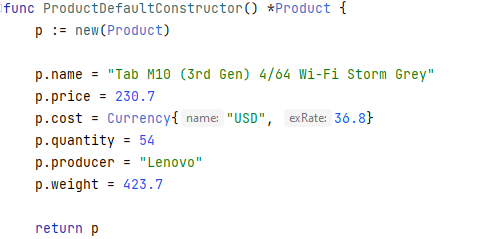 func ProductDefaultConstructor() *Product {
p := new(Product)
p.name = "Tab M10 (3rd Gen) 4/64 Wi-Fi Storm Grey"
p.price = 230.7
p.cost = Currency{ name: "USD", exRate: 36.8}
p.quantity = 54
p.producer = "Lenovo"
p.weight = 423.7
return p